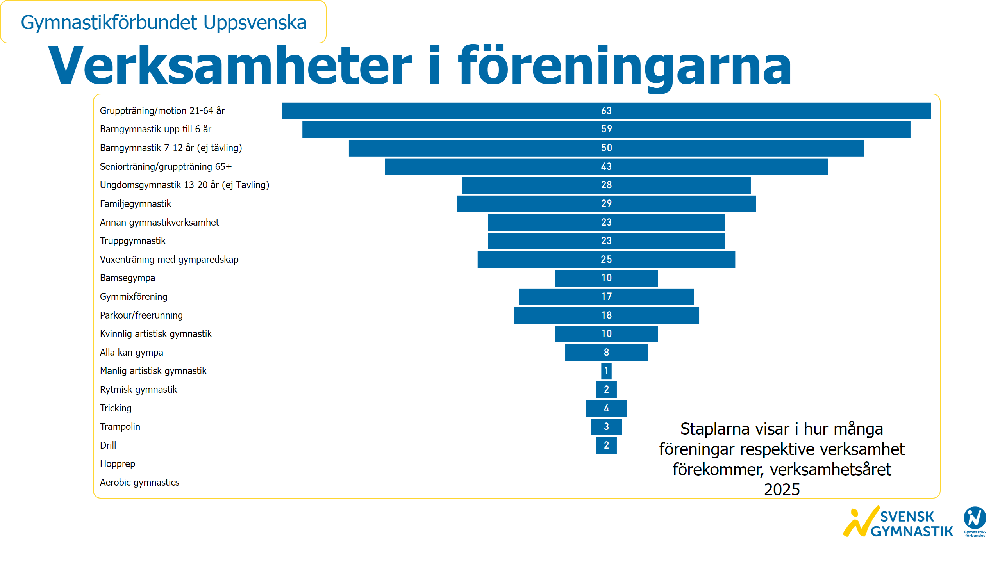 Gymnastikförbundet Uppsvenska
Verksamheter i föreningarna
Gruppträning/motion 21-64 år 63
Barngymnastik upp till 6 år 59
Barngymnastik 7-12 år (ej tävling) 50
Seniorträning/gruppträning 65+ 43
Ungdomsgymnastik 13-20 år (ej Tävling) 28
Familjegymnastik 29
Annan gymnastikverksamhet 23
Truppgymnastik 23
Vuxenträning med gymparedskap 25
Bamsegympa 10
Gymmixförening 17
Parkour/freerunning 18
Kvinnlig artistisk gymnastik 10
Alla kan gympa 8
Manlig artistisk gymnastik 1
Rytmisk gymnastik 2
Tricking 4
Trampolin 3
Drill 2
Hopprep
Aerobic gymnastics
Staplarna visar i hur många
föreningar respektive verksamhet
förekommer, verksamhetsåret
2025
SVENSK
GYMNASTIK
Gymnastik-
förbundet